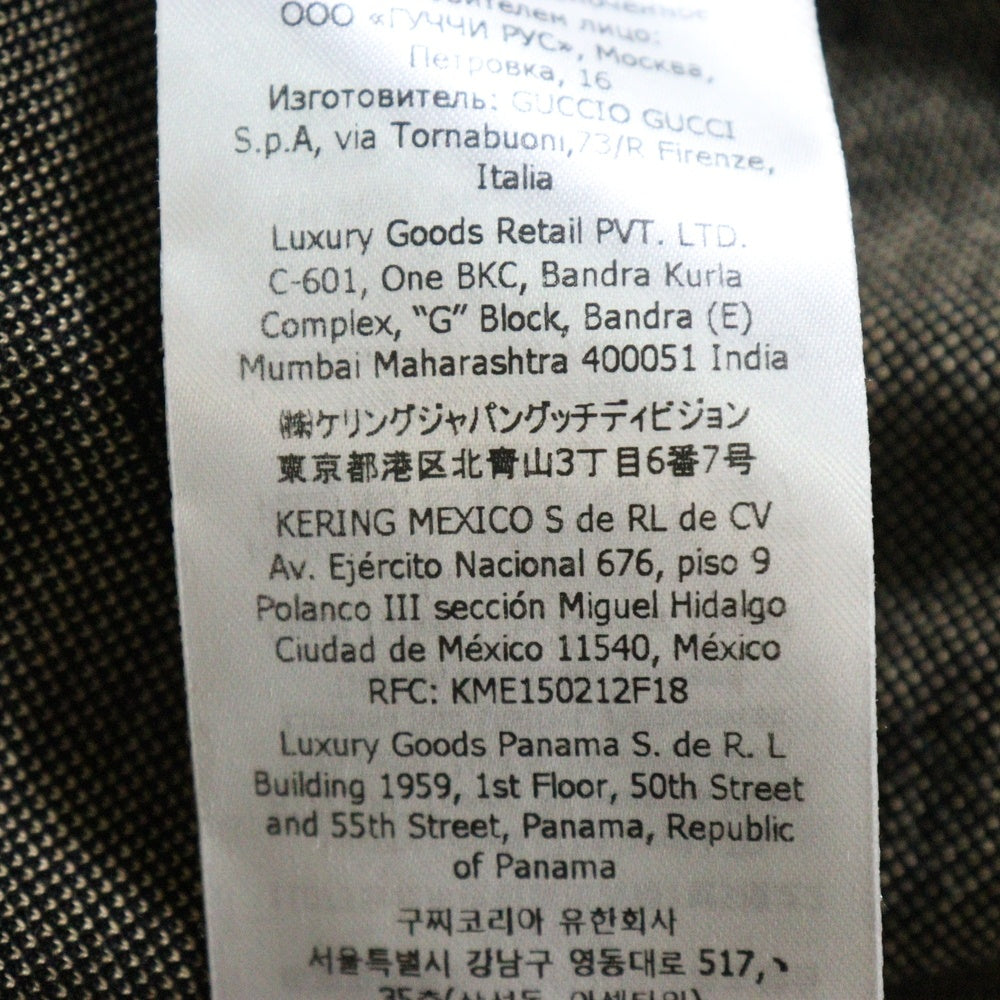 ООО «ГУЧЧИ РУС», Москва,
Петровка, 16
Изготовитель: GUCCIO GUCCI
S.p.A, via Tornabuoni,73/R Firenze,
Italia
Luxury Goods Retail PVT. LTD.
C-601, One BKC, Bandra Kurla
Complex, “G” Block, Bandra (E)
Mumbai Maharashtra 400051 India
㈱ケリングジャパングッチディビジョン
東京都港区北青山3丁目6番7号
KERING MEXICO S de RL de CV
Av. Ejército Nacional 676, piso 9
Polanco III sección Miguel Hidalgo
Ciudad de México 11540, México
RFC: KME150212F18
Luxury Goods Panama S. de R. L
Building 1959, 1st Floor, 50th Street
and 55th Street, Panama, Republic
of Panama
구찌코리아 유한회사
서울특별시 강남구 영동대로 517,